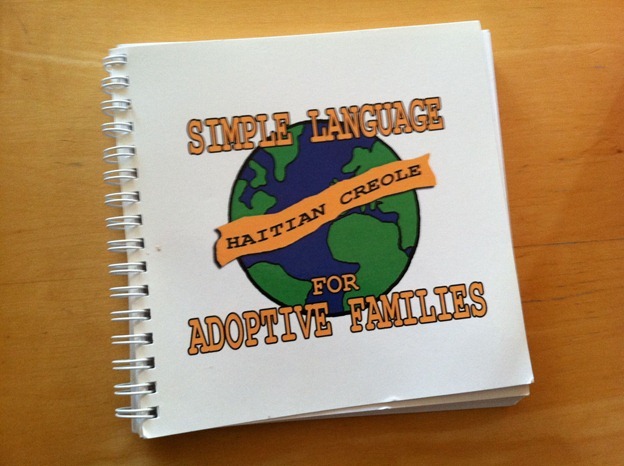 SIMPLE LANGUAGE
HAITIAN CREOLE
FOR
ADOPTIVE FAMILIES